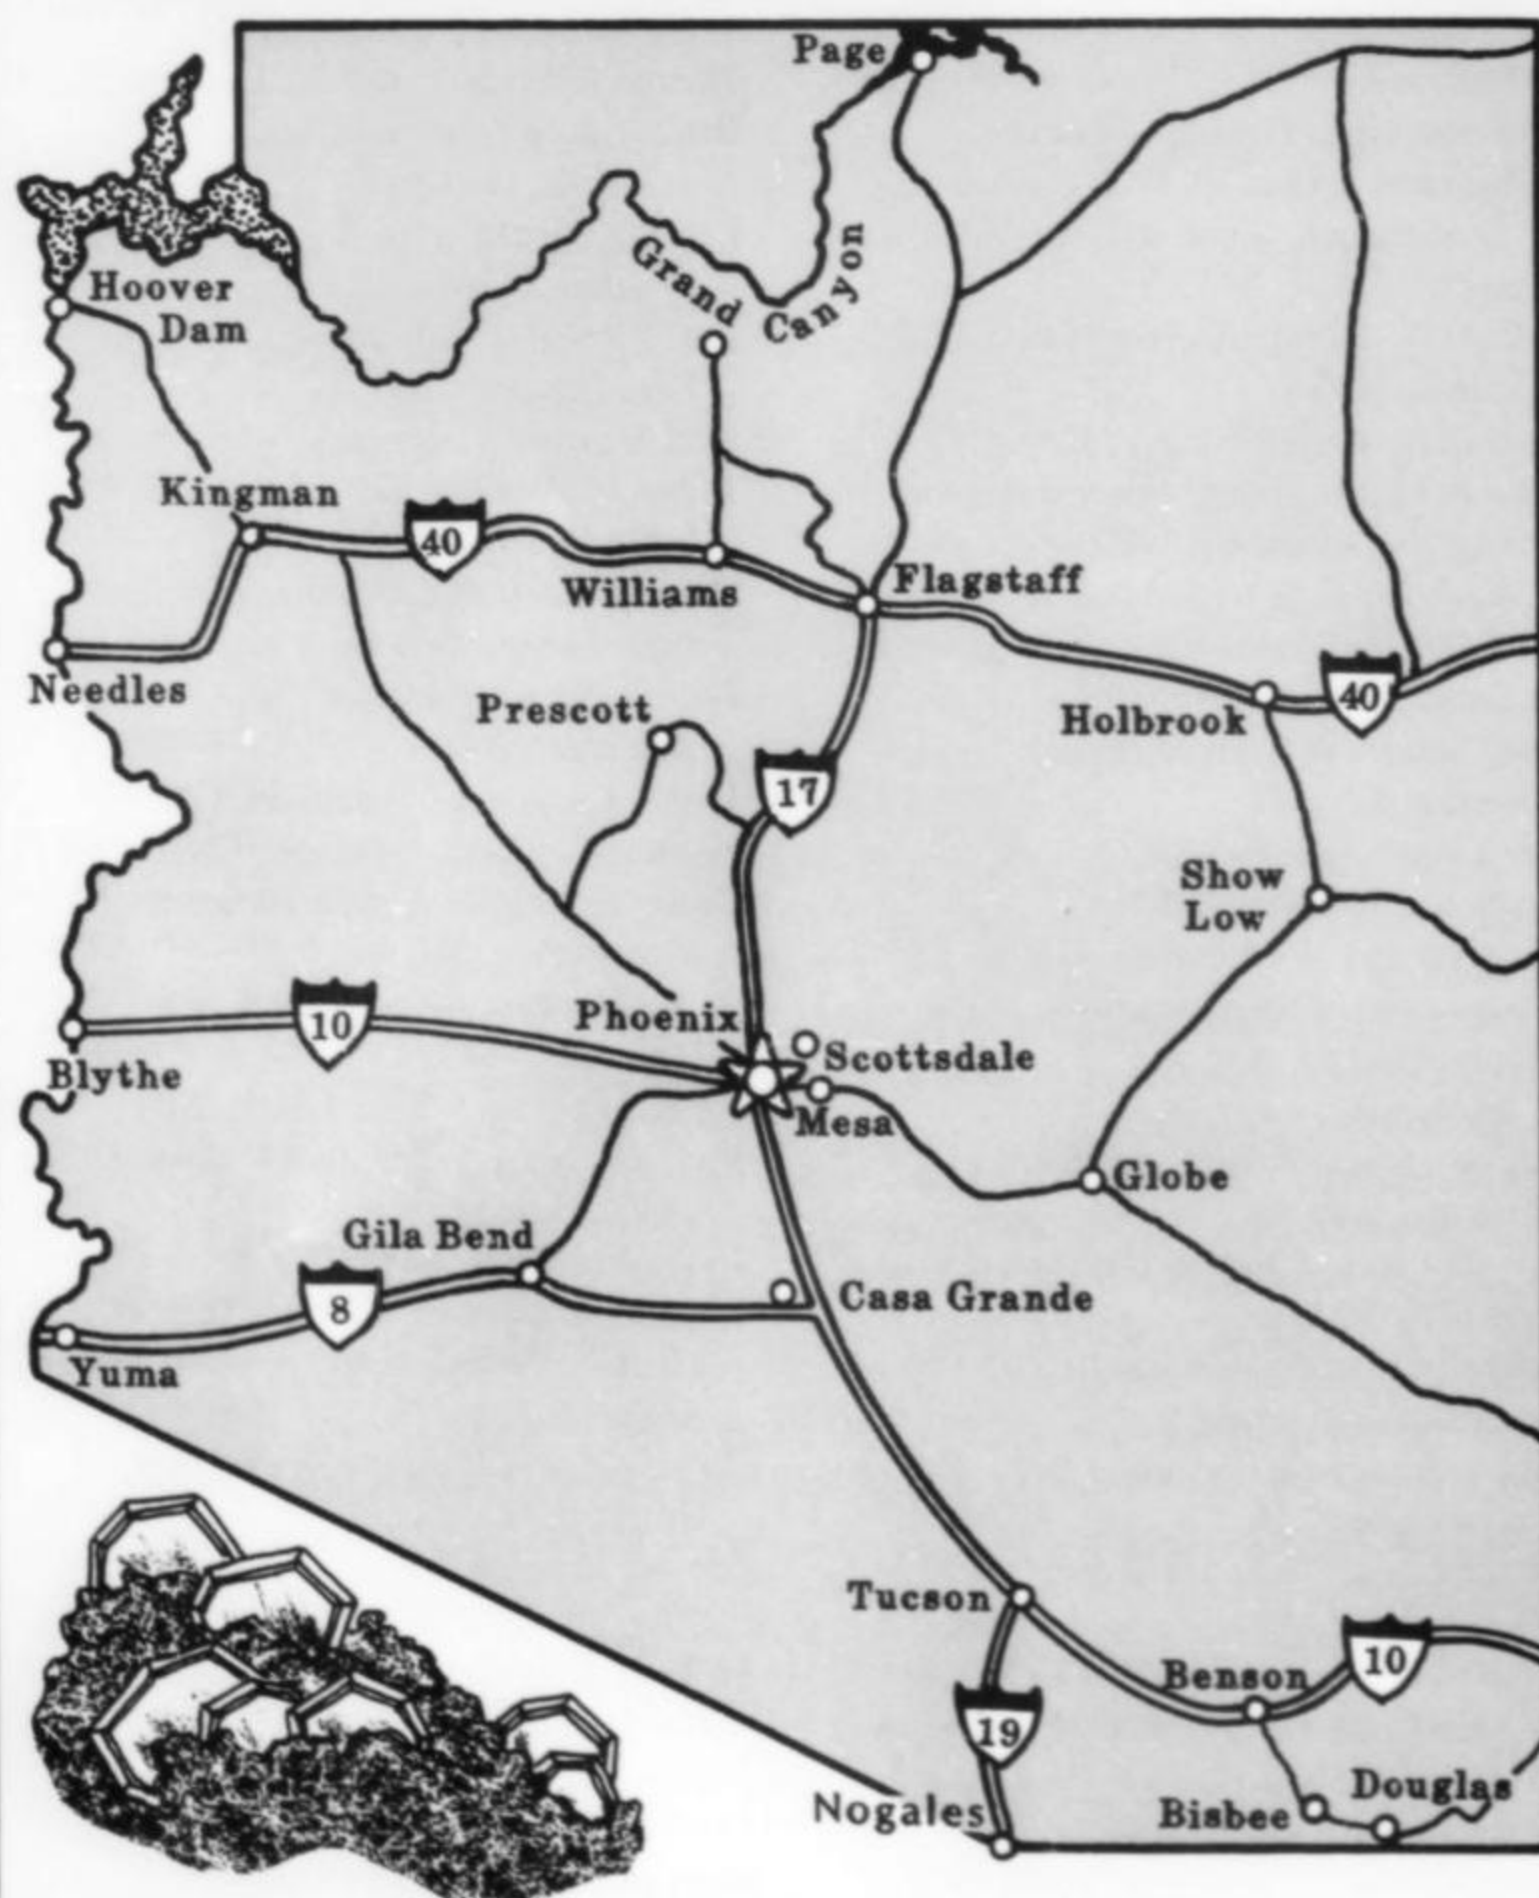 Page
Grand
Canyon
Hoover
Dam
Kingman
40
Williams
Flagstaff
Needles
Prescott
Holbrook
40
17
Show
Low
10
Phoenix
Scottsdale
Blythe
Mesa
Globe
Gila Bend
8
Casa Grande
Yuma
Tucson
Benson
10
19
Nogales
Bisbee
Douglas